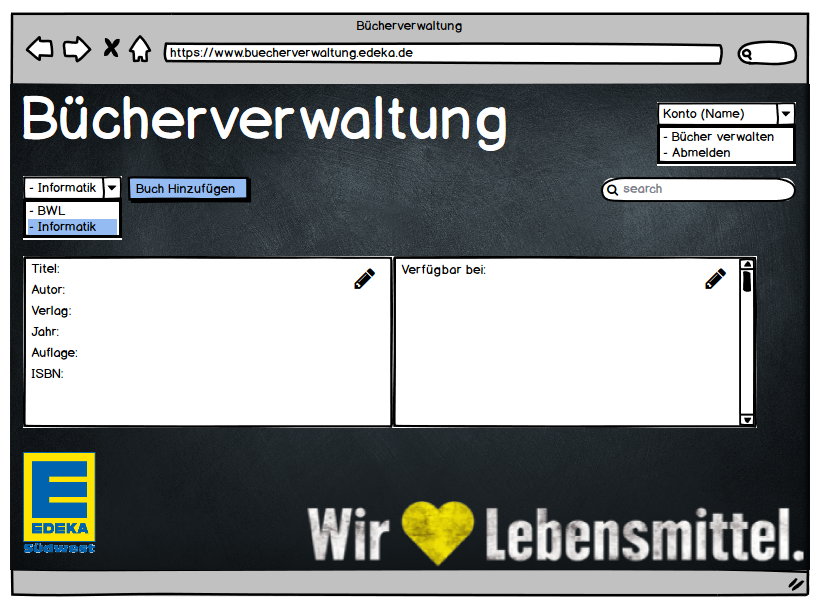 Bücherverwaltung
https://www.buecherverwaltung.edeka.de
Bücherverwaltung
Konto (Name)
- Bücher verwalten
- Abmelden
- Informatik
Buch Hinzufügen
search
- BWL
- Informatik
Titel:
Autor:
Verlag:
Jahr:
Auflage:
ISBN:
Verfügbar bei:
EDEKA
Südwest
Wir Lebensmittel.